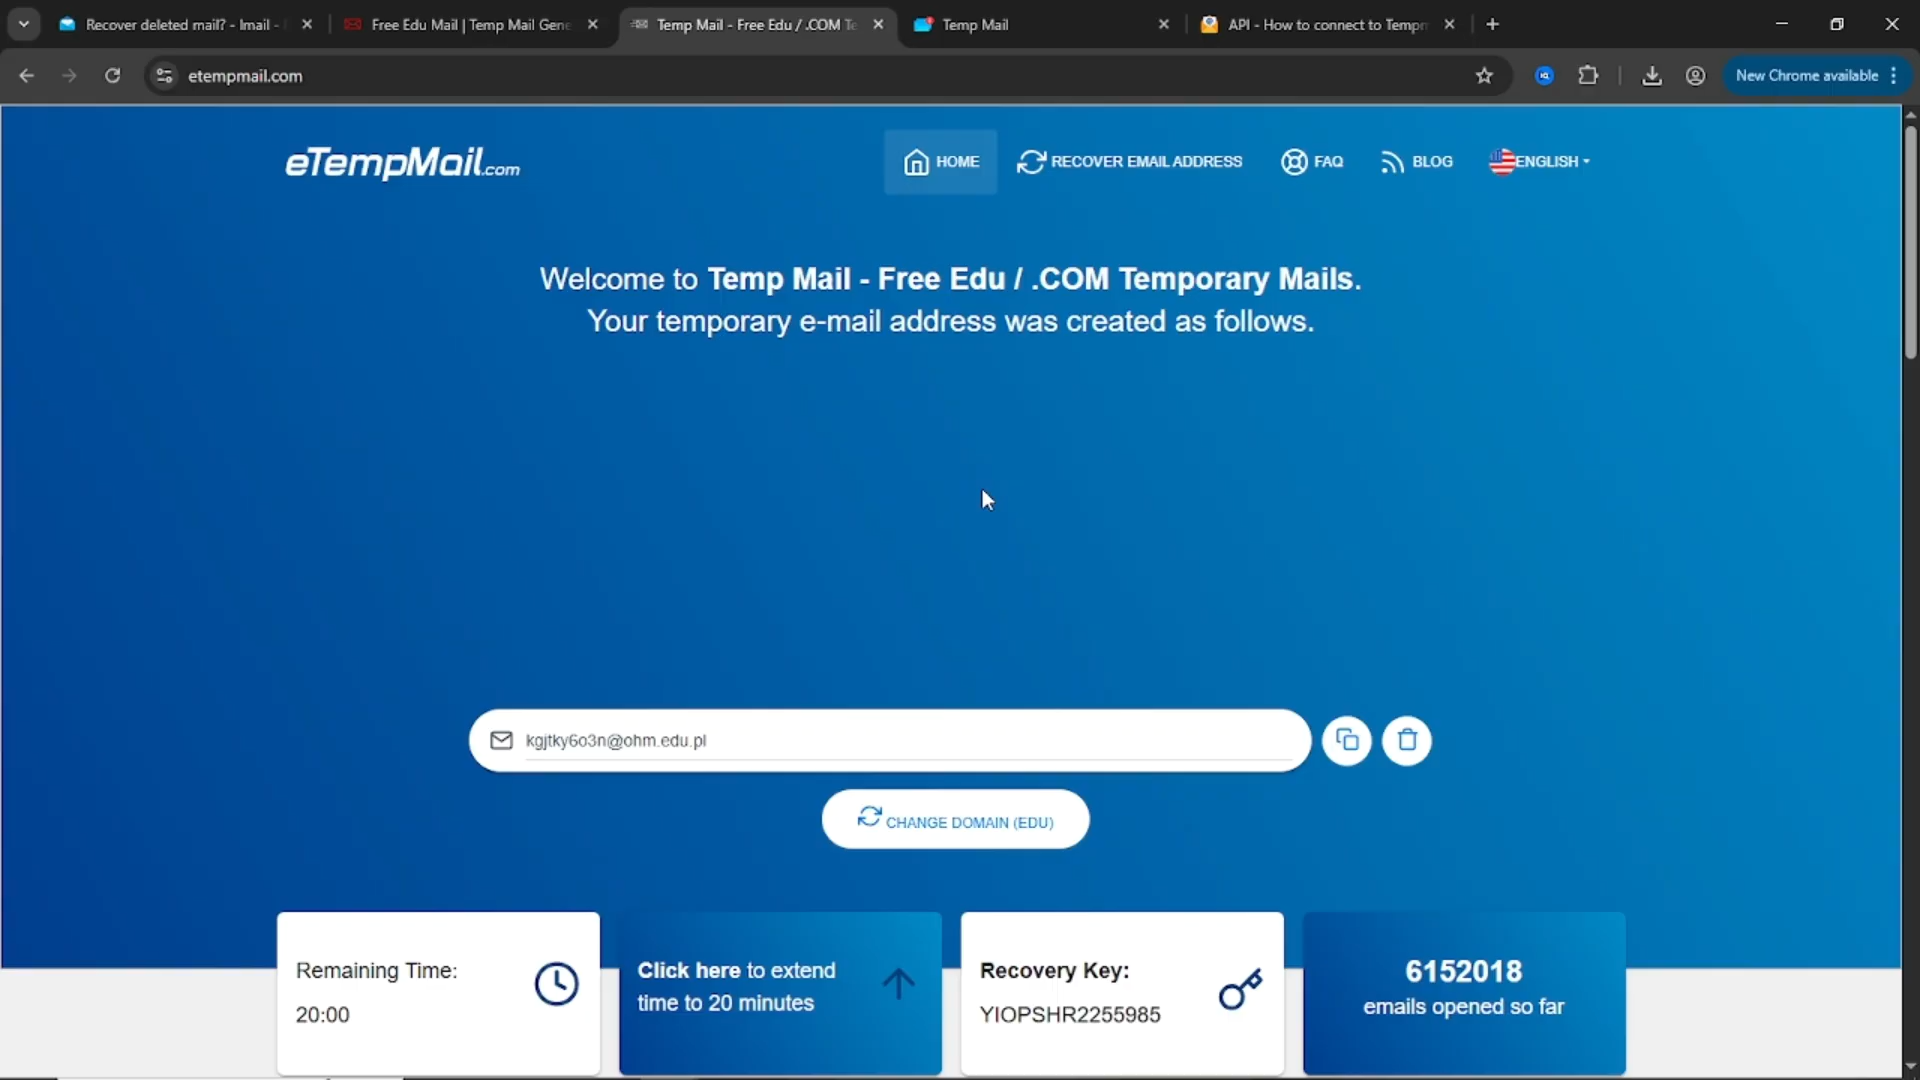 Recover deleted mail? - Imail -
Free Edu Mail | Temp Mail Gene
Temp Mail - Free Edu / .COM Te
Temp Mail
API - How to connect to Tempm
etempmail.com
New Chrome available
eTempMail.com
HOME
RECOVER EMAIL ADDRESS
FAQ
BLOG
ENGLISH
Welcome to Temp Mail - Free Edu / .COM Temporary Mails.
Your temporary e-mail address was created as follows.
kgjtky6o3n@ohm.edu.pl
CHANGE DOMAIN (EDU)
Remaining Time:
20:00
Click here to extend
time to 20 minutes
Recovery Key:
YIOPSHR2255985
6152018
emails opened so far